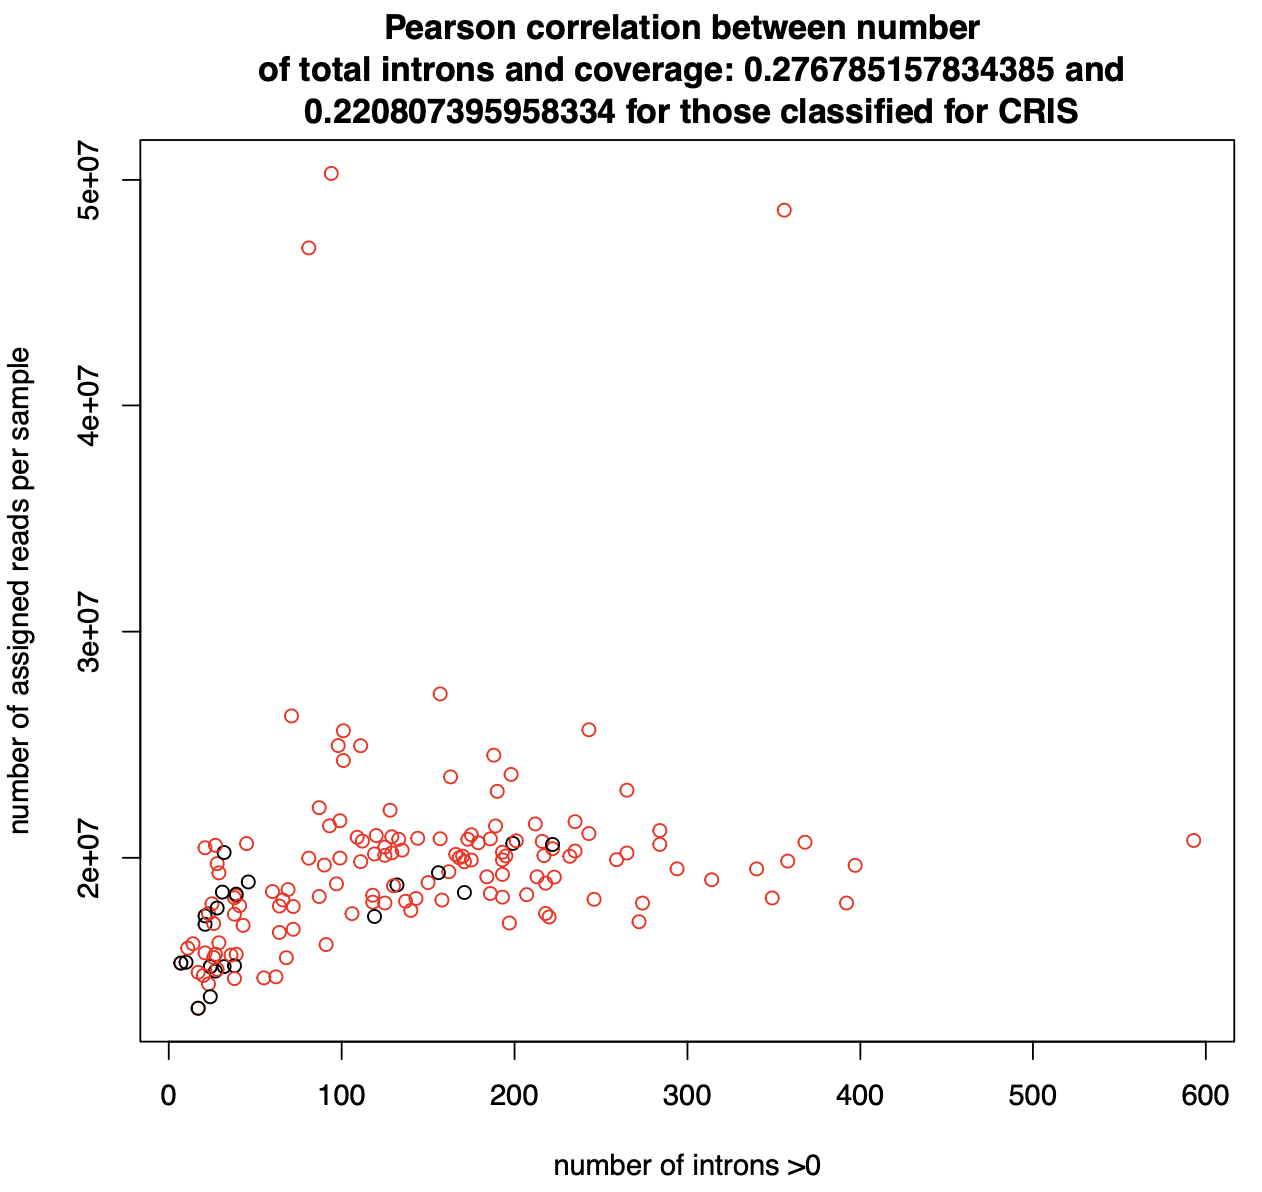 Pearson correlation between number
of total introns and coverage: 0.276785157834385 and
0.220807395958334 for those classified for CRIS
number of assigned reads per sample
5e+07
4e+07
3e+07
2e+07
0 100 200 300 400 500 600
number of introns >0